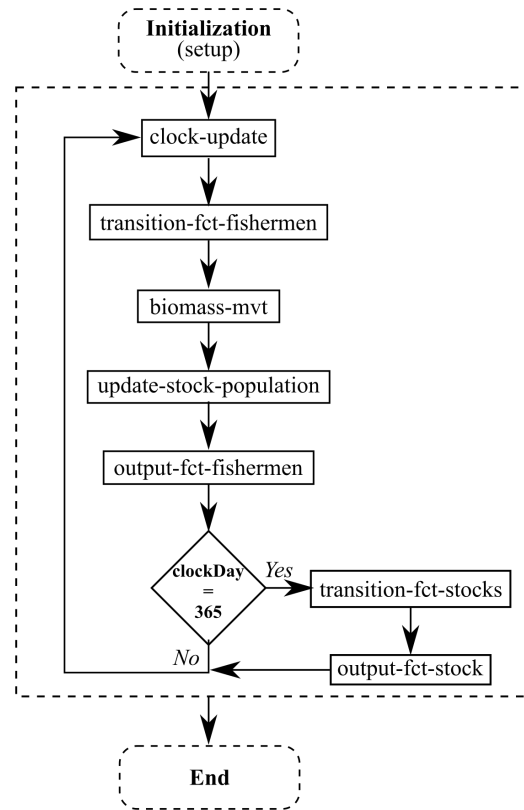 Initialization
(setup)
clock-update
transition-fct-fishermen
biomass-mvt
update-stock-population
output-fct-fishermen
clockDay
=
365
Yes
transition-fct-stocks
No
output-fct-stock
End